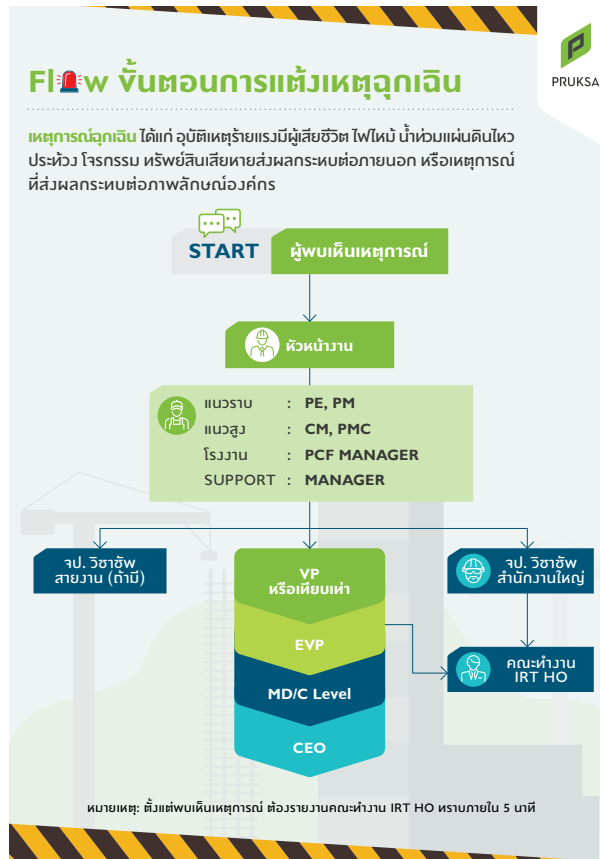 PRUKSA
Flow ขั้นตอนการแต้งเหตุฉุกเฉิน
เหตุการณ์ฉุกเฉิน ได้แก่ อุบัติเหตุร้ายแรงมีผู้เสียชีวิต ไฟไหม้ น้ำท่วมแผ่นดินไหว
ประท้วง โจรกรรม ทรัพย์สินเสียหายส่งผลกระหบต่อภายนอก หรือเหตุการณ์
ที่ส่งผลกระทบต่อภาพลักษณ์องค์กร
START ผู้พบเห็นเหตุการณ์
หัวหน้างาน
แนวราบ : PE, PM
แนวสูง : CM, PMC
โรงงาน : PCF MANAGER
SUPPORT : MANAGER
จป. วิชาชีพ
สายงาน (ถ้ามี)
VP
หรือเทียบเท่า
จป. วิชาชีพ
สำนักงานใหญ่
EVP
คณะทำงาน
IRT HO
MD/C Level
CEO
หมายเหตุ: ตั้งแต่พบเห็นเหตุการณ์ ต้องรายงานคณะทำงาน IRT HO ทราบภายใน 5 นาที